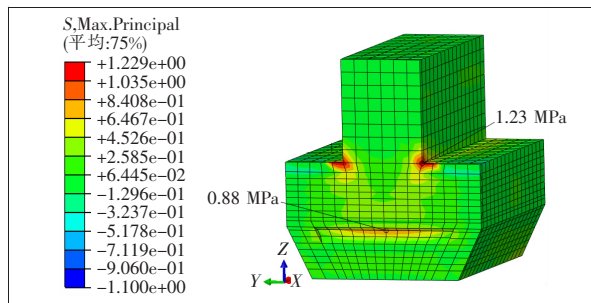 S,Max.Principal
(平均:75%)
+1.229e+00
+1.035e+00
+8.408e-01
+6.467e-01
+4.526e-01
+2.585e-01
+6.445e-02
-1.296e-01
-3.237e-01
-5.178e-01
-7.119e-01
-9.060e-01
-1.100e+00
1.23 MPa
0.88 MPa
Z
Y
X